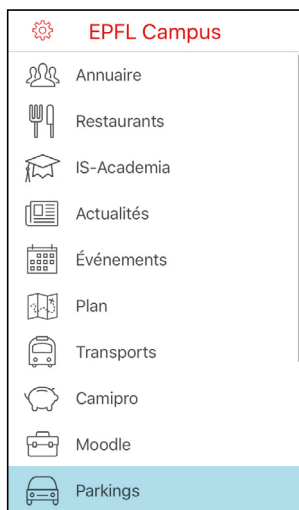 EPFL Campus
Annuaire
Restaurants
IS-Academia
Actualités
Événements
Plan
Transports
Camipro
Moodle
Parkings